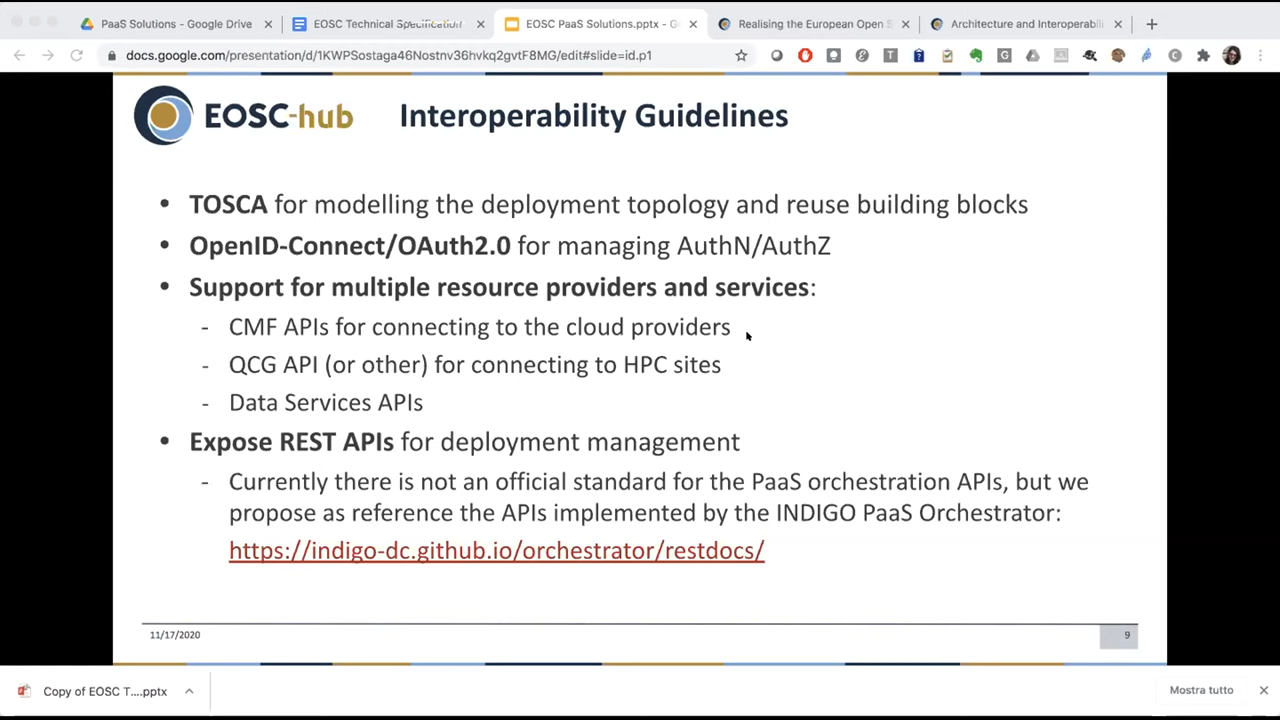 PaaS Solutions - Google Drive
EOSC Technical Specification
EOSC PaaS Solutions.pptx - G
Realising the European Open S
Architecture and Interoperabili
docs.google.com/presentation/d/1KWPSostaga46Nostnv36hvkq2gvtF8MG/edit#slide=id.p1
EOSC-hub
Interoperability Guidelines
• TOSCA for modelling the deployment topology and reuse building blocks
• OpenID-Connect/OAuth2.0 for managing AuthN/AuthZ
• Support for multiple resource providers and services:
- CMF APIs for connecting to the cloud providers
- QCG API (or other) for connecting to HPC sites
- Data Services APIs
• Expose REST APIs for deployment management
- Currently there is not an official standard for the PaaS orchestration APIs, but we
propose as reference the APIs implemented by the INDIGO PaaS Orchestrator:
https://indigo-dc.github.io/orchestrator/restdocs/
11/17/2020
9
Copy of EOSC T....pptx
Mostra tutto